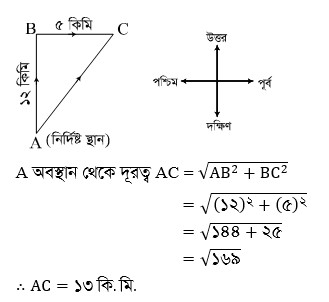 ৫ কিমি
B C
১২ কিমি
A (নির্দিষ্ট স্থান)
উত্তর
পশ্চিম পূর্ব
দক্ষিণ
A অবস্থান থেকে দূরত্ব AC = √(AB² + BC²)
= √((১২)² + (৫)²)
= √(১৪৪ + ২৫)
= √১৬৯
∴ AC = ১৩ কি. মি.